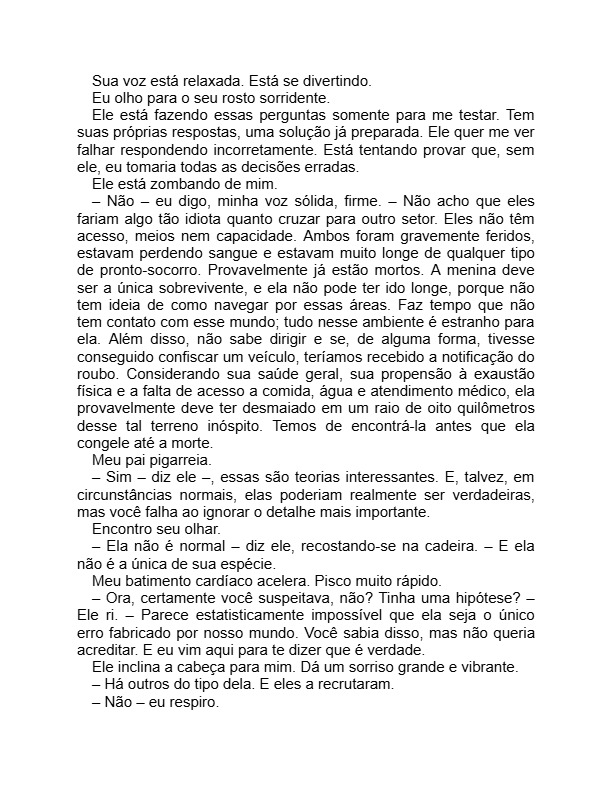 Sua voz está relaxada. Está se divertindo.
Eu olho para o seu rosto sorridente.
Ele está fazendo essas perguntas somente para me testar. Tem
suas próprias respostas, uma solução já preparada. Ele quer me ver
falhar respondendo incorretamente. Está tentando provar que, sem
ele, eu tomaria todas as decisões erradas.
Ele está zombando de mim.
– Não – eu digo, minha voz sólida, firme. – Não acho que eles
fariam algo tão idiota quanto cruzar para outro setor. Eles não têm
acesso, meios nem capacidade. Ambos foram gravemente feridos,
estavam perdendo sangue e estavam muito longe de qualquer tipo
de pronto-socorro. Provavelmente já estão mortos. A menina deve
ser a única sobrevivente, e ela não pode ter ido longe, porque não
tem ideia de como navegar por essas áreas. Faz tempo que não
tem contato com esse mundo; tudo nesse ambiente é estranho para
ela. Além disso, não sabe dirigir e se, de alguma forma, tivesse
conseguido confiscar um veículo, teríamos recebido a notificação do
roubo. Considerando sua saúde geral, sua propensão à exaustão
física e a falta de acesso a comida, água e atendimento médico, ela
provavelmente deve ter desmaiado em um raio de oito quilômetros
desse tal terreno inóspito. Temos de encontrá-la antes que ela
congele até a morte.
Meu pai pigarreia.
– Sim – diz ele –, essas são teorias interessantes. E, talvez, em
circunstâncias normais, elas poderiam realmente ser verdadeiras,
mas você falha ao ignorar o detalhe mais importante.
Encontro seu olhar.
– Ela não é normal – diz ele, recostando-se na cadeira. – E ela
não é a única de sua espécie.
Meu batimento cardíaco acelera. Pisco muito rápido.
– Ora, certamente você suspeitava, não? Tinha uma hipótese? –
Ele ri. – Parece estatisticamente impossível que ela seja o único
erro fabricado por nosso mundo. Você sabia disso, mas não queria
acreditar. E eu vim aqui para te dizer que é verdade.
Ele inclina a cabeça para mim. Dá um sorriso grande e vibrante.
– Há outros do tipo dela. E eles a recrutaram.
– Não – eu respiro.